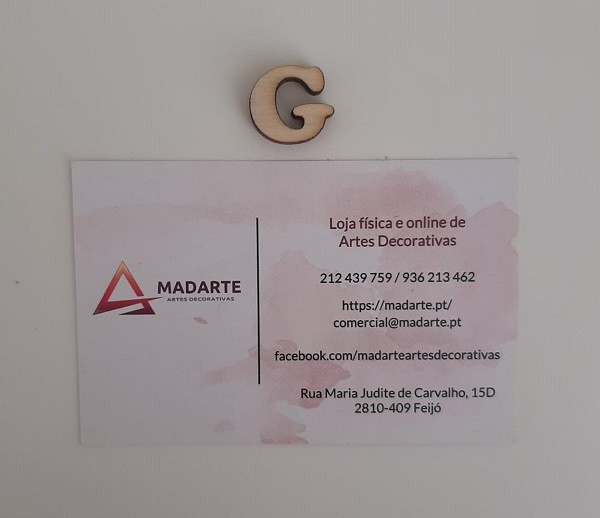 G
MADARTE
ARTES DECORATIVAS
Loja física e online de
Artes Decorativas
212 439 759 / 936 213 462
https://madarte.pt/
comercial@madarte.pt
facebook.com/madarteartesdecorativas
Rua Maria Judite de Carvalho, 15D
2810-409 Feijó